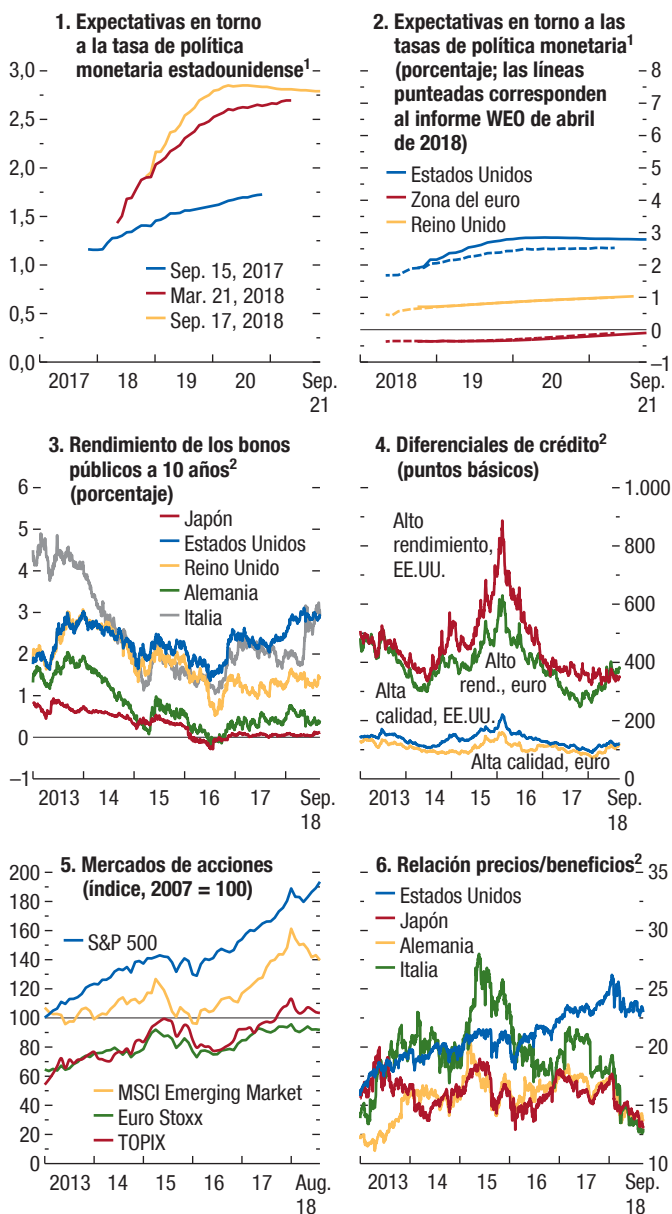 1. Expectativas en torno
a la tasa de política
monetaria estadounidense1
3,0
2,5
2,0
1,5
1,0
0,5
0,0
Sep. 15, 2017
Mar. 21, 2018
Sep. 17, 2018
2017 18 19 20 Sep.
21
2. Expectativas en torno a las
tasas de política monetaria1
(porcentaje; las líneas
punteadas corresponden
al informe WEO de abril
de 2018)
Estados Unidos
Zona del euro
Reino Unido
8
7
6
5
4
3
2
1
0
–1
2018 19 20 Sep.
21
3. Rendimiento de los bonos
públicos a 10 años2
(porcentaje)
6
5
4
3
2
1
0
–1
Japón
Estados Unidos
Reino Unido
Alemania
Italia
2013 14 15 16 17 Sep.
18
4. Diferenciales de crédito2
(puntos básicos)
1.000
800
600
400
200
0
Alto
rendimiento,
EE.UU.
Alto
rend., euro
Alta
calidad, EE.UU.
Alta calidad, euro
2013 14 15 16 17 Sep.
18
5. Mercados de acciones
(índice, 2007 = 100)
200
180
160
140
120
100
80
60
40
20
0
S&P 500
MSCI Emerging Market
Euro Stoxx
TOPIX
2013 14 15 16 17 Aug.
18
6. Relación precios/beneficios2
Estados Unidos
Japón
Alemania
Italia
35
30
25
20
15
10
2013 14 15 16 17 Sep.
18